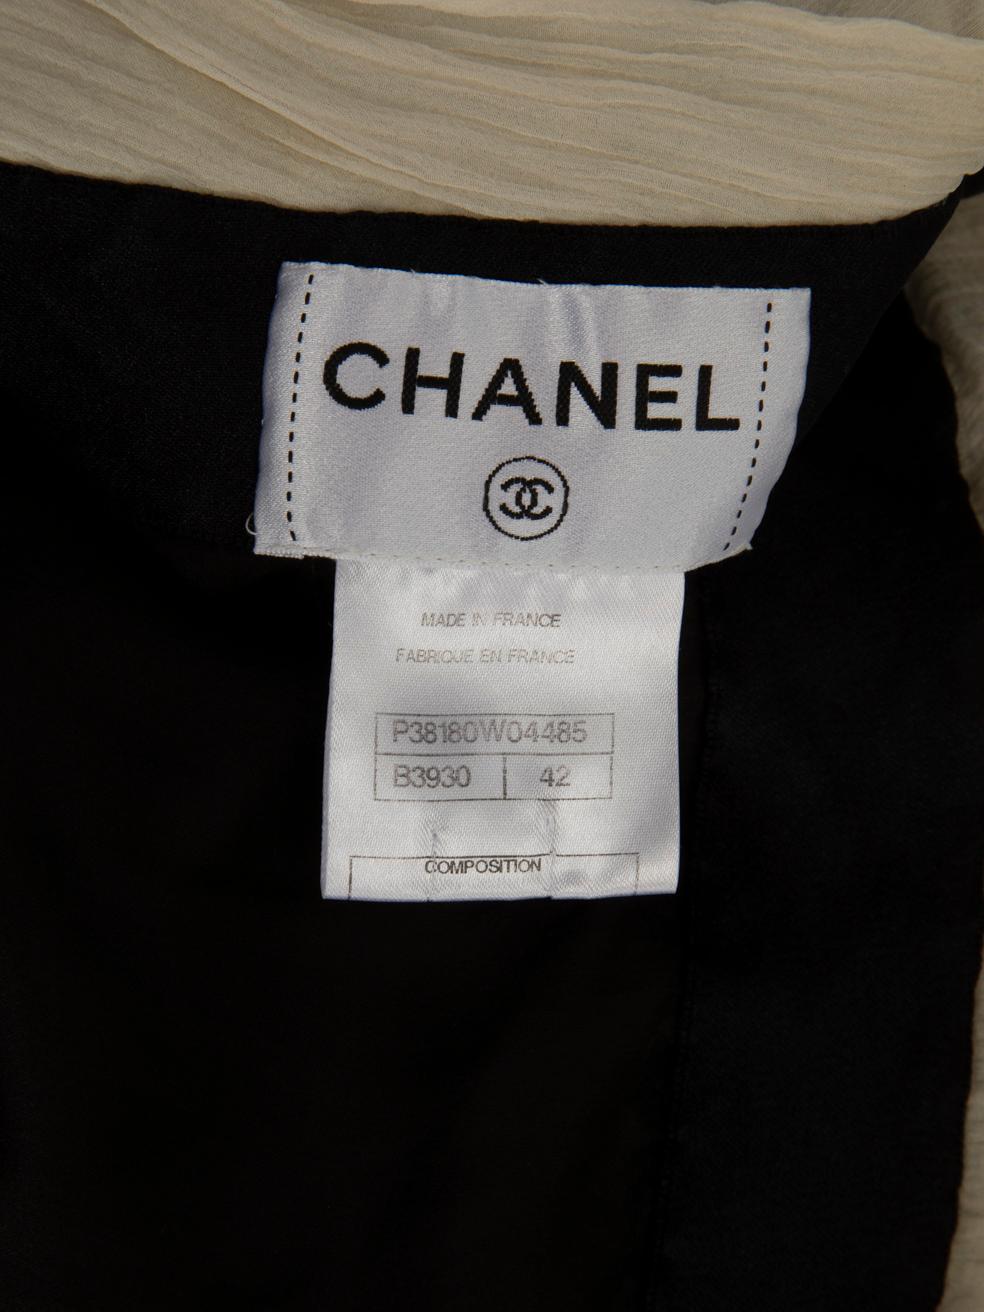 CHANEL
MADE IN FRANCE
FABRIQUE EN FRANCE
P38180W04485
B3930 42
COMPOSITION